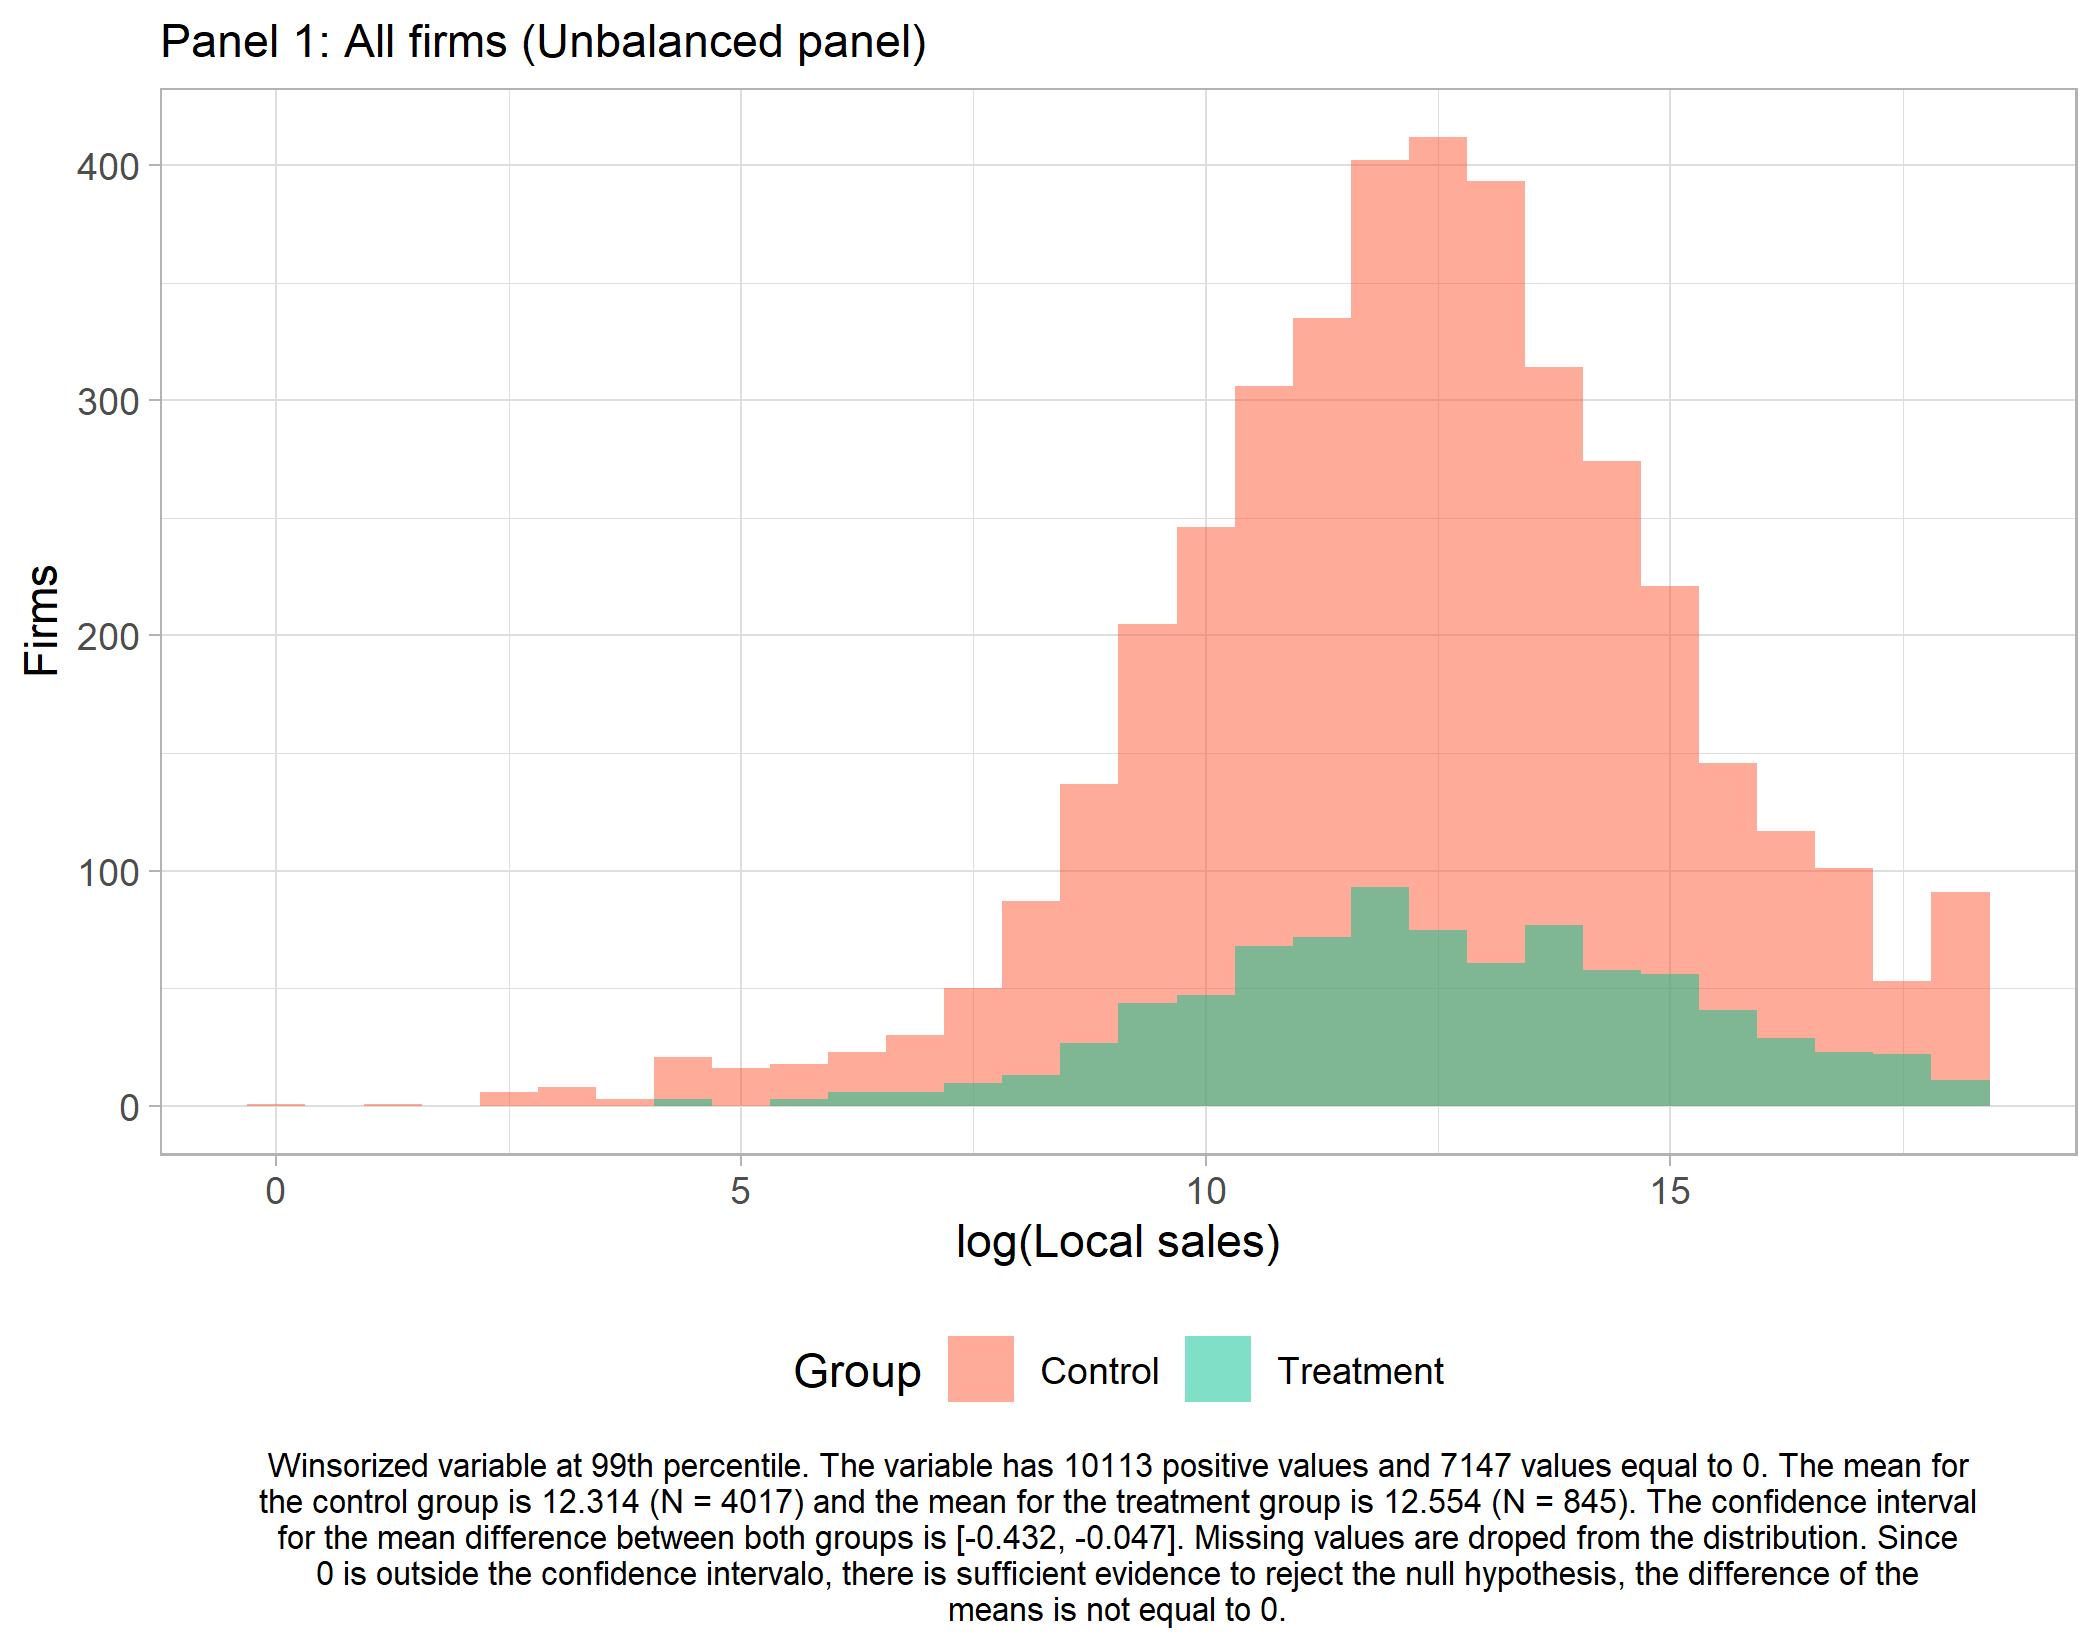 Panel 1: All firms (Unbalanced panel)
400
300
200
100
0
Firms
0 5 10 15
log(Local sales)
Group Control Treatment
Winsorized variable at 99th percentile. The variable has 10113 positive values and 7147 values equal to 0. The mean for
the control group is 12.314 (N = 4017) and the mean for the treatment group is 12.554 (N = 845). The confidence interval
for the mean difference between both groups is [-0.432, -0.047]. Missing values are droped from the distribution. Since
0 is outside the confidence intervalo, there is sufficient evidence to reject the null hypothesis, the difference of the
means is not equal to 0.